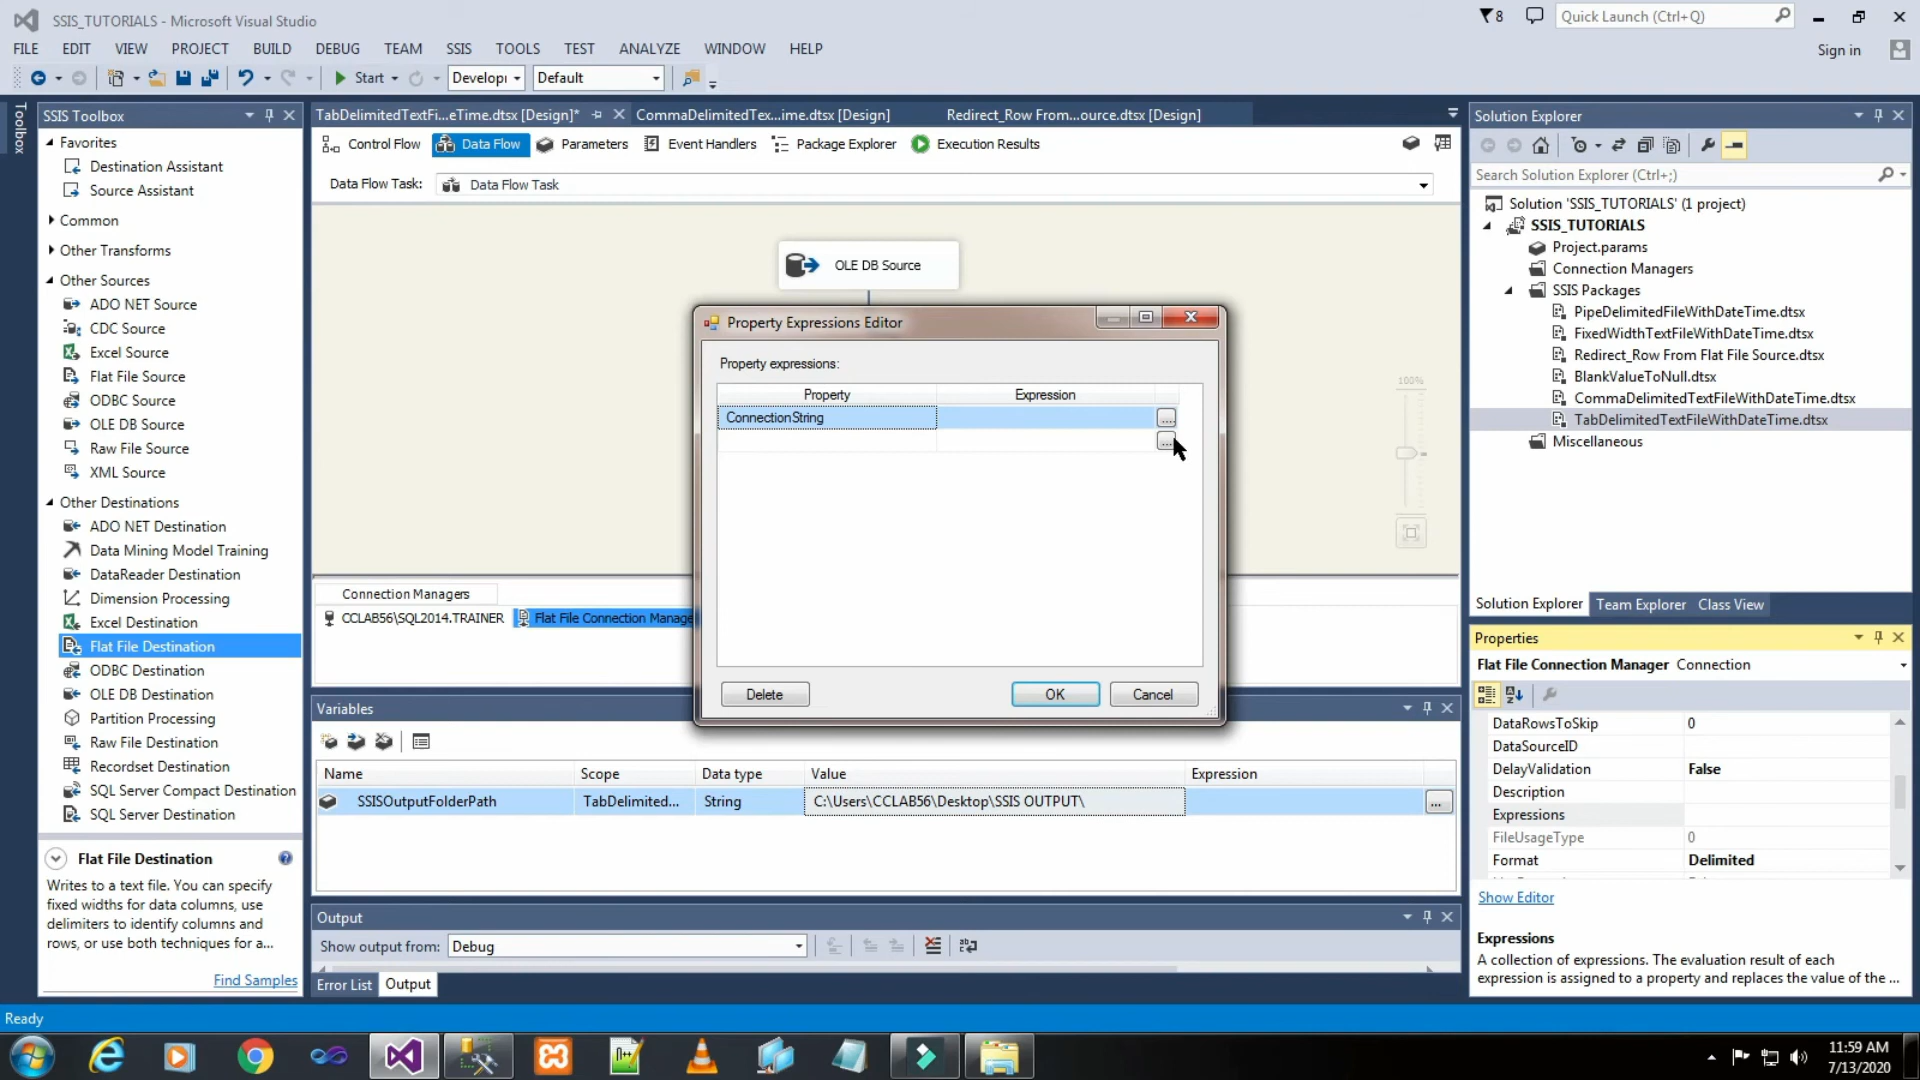 SSIS_TUTORIALS - Microsoft Visual Studio
8
Quick Launch (Ctrl+Q)
FILE EDIT VIEW PROJECT BUILD DEBUG TEAM SSIS TOOLS TEST ANALYZE WINDOW HELP
Sign in
Start
Developi
Default
Toolbox
SSIS Toolbox
Favorites
Destination Assistant
Source Assistant
Common
Other Transforms
Other Sources
ADO NET Source
CDC Source
Excel Source
Flat File Source
ODBC Source
OLE DB Source
Raw File Source
XML Source
Other Destinations
ADO NET Destination
Data Mining Model Training
DataReader Destination
Dimension Processing
Excel Destination
Flat File Destination
ODBC Destination
OLE DB Destination
Partition Processing
Raw File Destination
Recordset Destination
SQL Server Compact Destination
SQL Server Destination
Flat File Destination
Writes to a text file. You can specify
fixed widths for data columns, use
delimiters to identify columns and
rows, or use both techniques for a...
Find Samples
TabDelimitedTextFi...eTime.dtsx [Design]*
CommaDelimitedTex...ime.dtsx [Design]
Redirect_Row From...ource.dtsx [Design]
Control Flow
Data Flow
Parameters
Event Handlers
Package Explorer
Execution Results
Data Flow Task:
Data Flow Task
OLE DB Source
100%
Property Expressions Editor
Property expressions:
Property Expression
ConnectionString
...
...
Delete
OK
Cancel
Connection Managers
CCLAB56\SQL2014.TRAINER
Flat File Connection Manage
Variables
Name Scope Data type Value Expression
SSISOutputFolderPath TabDelimited... String C:\Users\CCLAB56\Desktop\SSIS OUTPUT\
...
Output
Show output from:
Debug
Error List
Output
Solution Explorer
Search Solution Explorer (Ctrl+;)
Solution 'SSIS_TUTORIALS' (1 project)
SSIS_TUTORIALS
Project.params
Connection Managers
SSIS Packages
PipeDelimitedFileWithDateTime.dtsx
FixedWidthTextFileWithDateTime.dtsx
Redirect_Row From Flat File Source.dtsx
BlankValueToNull.dtsx
CommaDelimitedTextFileWithDateTime.dtsx
TabDelimitedTextFileWithDateTime.dtsx
Miscellaneous
Solution Explorer
Team Explorer
Class View
Properties
Flat File Connection Manager Connection
DataRowsToSkip 0
DataSourceID
DelayValidation False
Description
Expressions
FileUsageType 0
Format Delimited
Show Editor
Expressions
A collection of expressions. The evaluation result of each
expression is assigned to a property and replaces the value of the ...
Ready
11:59 AM
7/13/2020